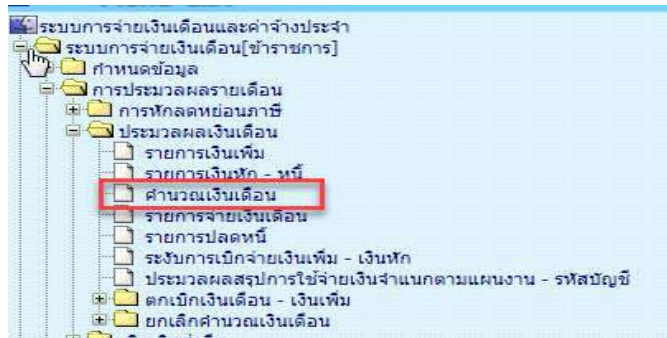 ระบบการจ่ายเงินเดือนและค่าจ้างประจำ
ระบบการจ่ายเงินเดือน[ข้าราชการ]
กำหนดข้อมูล
การประมวลผลรายเดือน
การหักลดหย่อนภาษี
ประมวลผลเงินเดือน
รายการเงินเพิ่ม
รายการเงินหัก - หนี้
คำนวณเงินเดือน
รายการจ่ายเงินเดือน
รายการปลดหนี้
ระงับการเบิกจ่ายเงินเพิ่ม - เงินหัก
ประมวลผลสรุปการใช้จ่ายเงินจำแนกตามแผนงาน - รหัสบัญชี
ตกเบิกเงินเดือน - เงินเพิ่ม
ยกเลิกคำนวณเงินเดือน